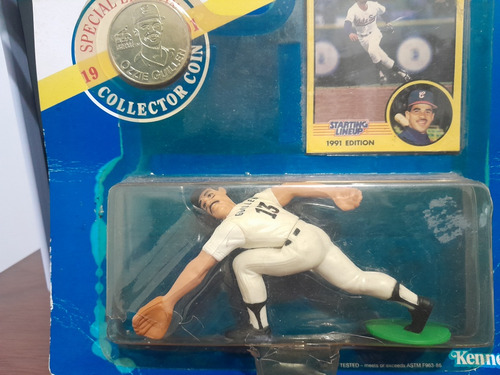 SPECIAL
19
OZZIE GUILLEN
COLLECTOR COIN
STARTING
LINEUP
1991 EDITION
13
Kenne